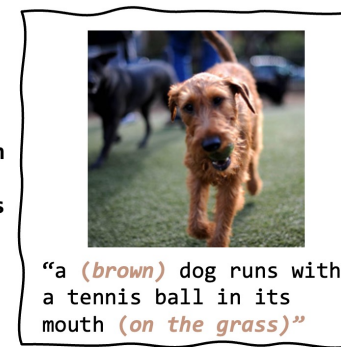 “a (brown) dog runs with
a tennis ball in its
mouth (on the grass)”